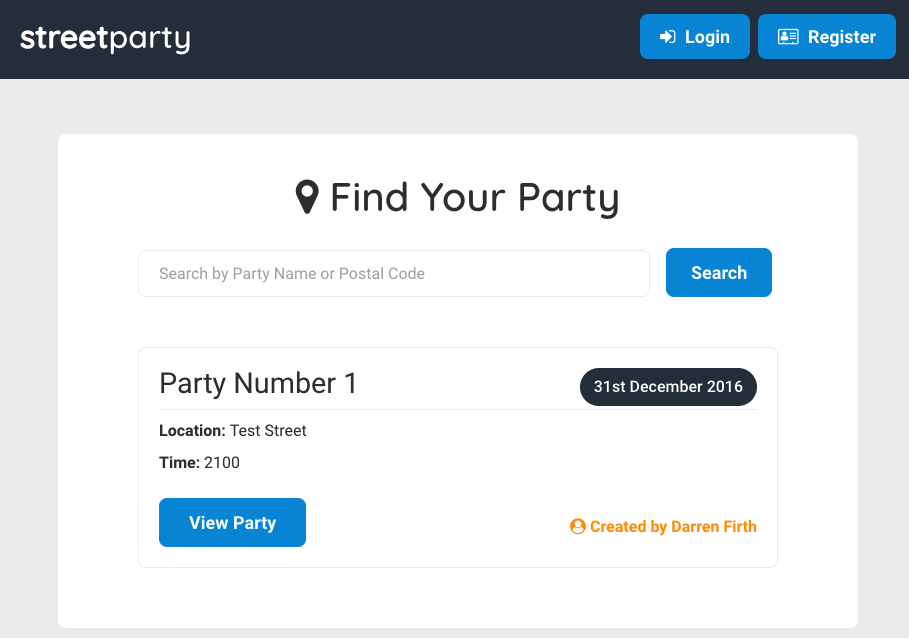 streetparty
Login
Register
Find Your Party
Search by Party Name or Postal Code
Search
Party Number 1
31st December 2016
Location: Test Street
Time: 2100
View Party
Created by Darren Firth